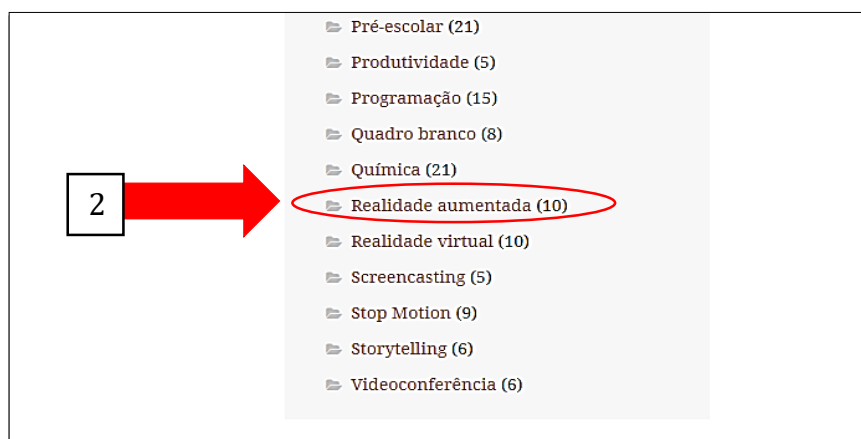 Pré-escolar (21)
Produtividade (5)
Programação (15)
Quadro branco (8)
Química (21)
2
Realidade aumentada (10)
Realidade virtual (10)
Screencasting (5)
Stop Motion (9)
Storytelling (6)
Videoconferência (6)